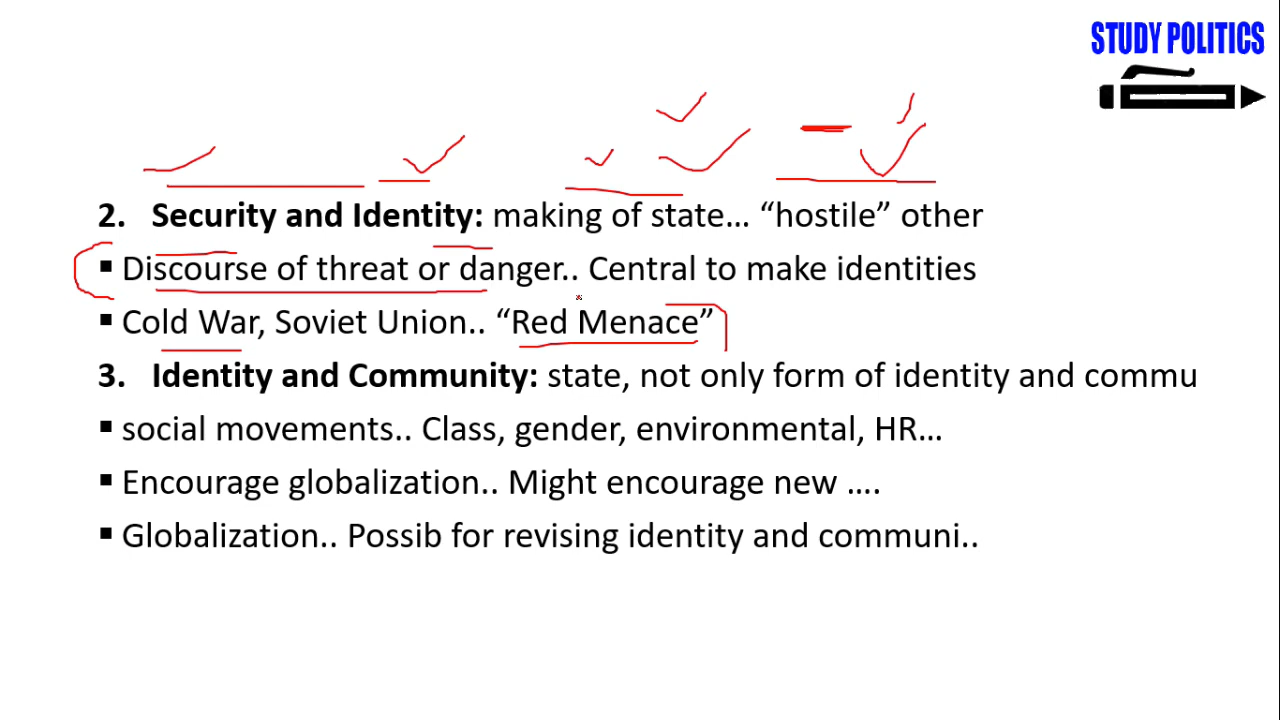 STUDY POLITICS
2. Security and Identity: making of state… “hostile” other
▪ Discourse of threat or danger.. Central to make identities
▪ Cold War, Soviet Union.. “Red Menace”
3. Identity and Community: state, not only form of identity and commu
▪ social movements.. Class, gender, environmental, HR…
▪ Encourage globalization.. Might encourage new ….
▪ Globalization.. Possib for revising identity and communi..